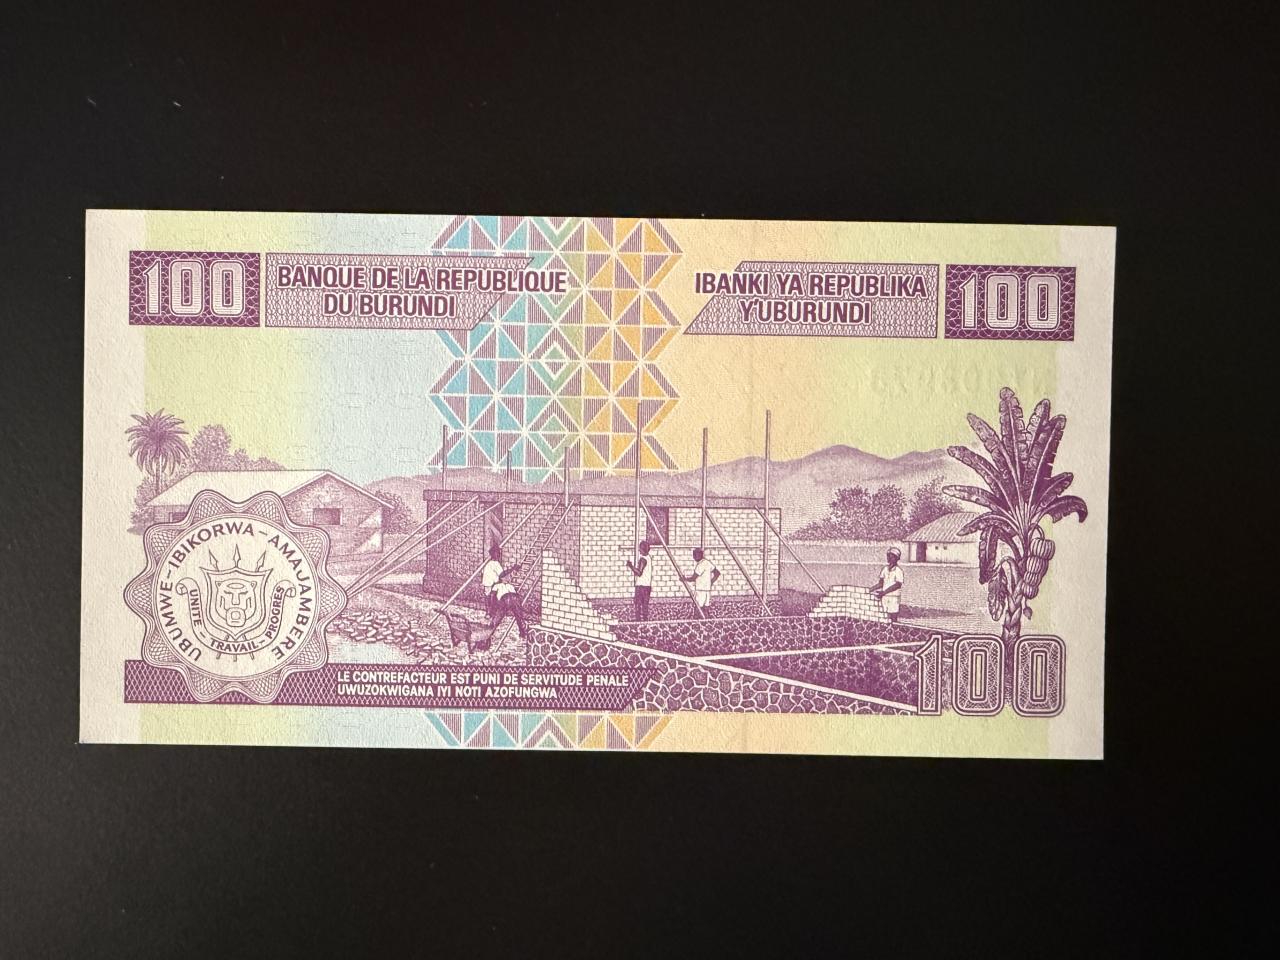 100
BANQUE DE LA REPUBLIQUE
DU BURUNDI
IBANKI YA REPUBLIKA
Y'UBURUNDI
100
UBUMWE-IBIKORWA-AMAJAMBERE
UNITE - TRAVAIL - PROGRES
LE CONTREFACTEUR EST PUNI DE SERVITUDE PENALE
UWUZOKWIGANA IYI NOTI AZOFUNGWA
100